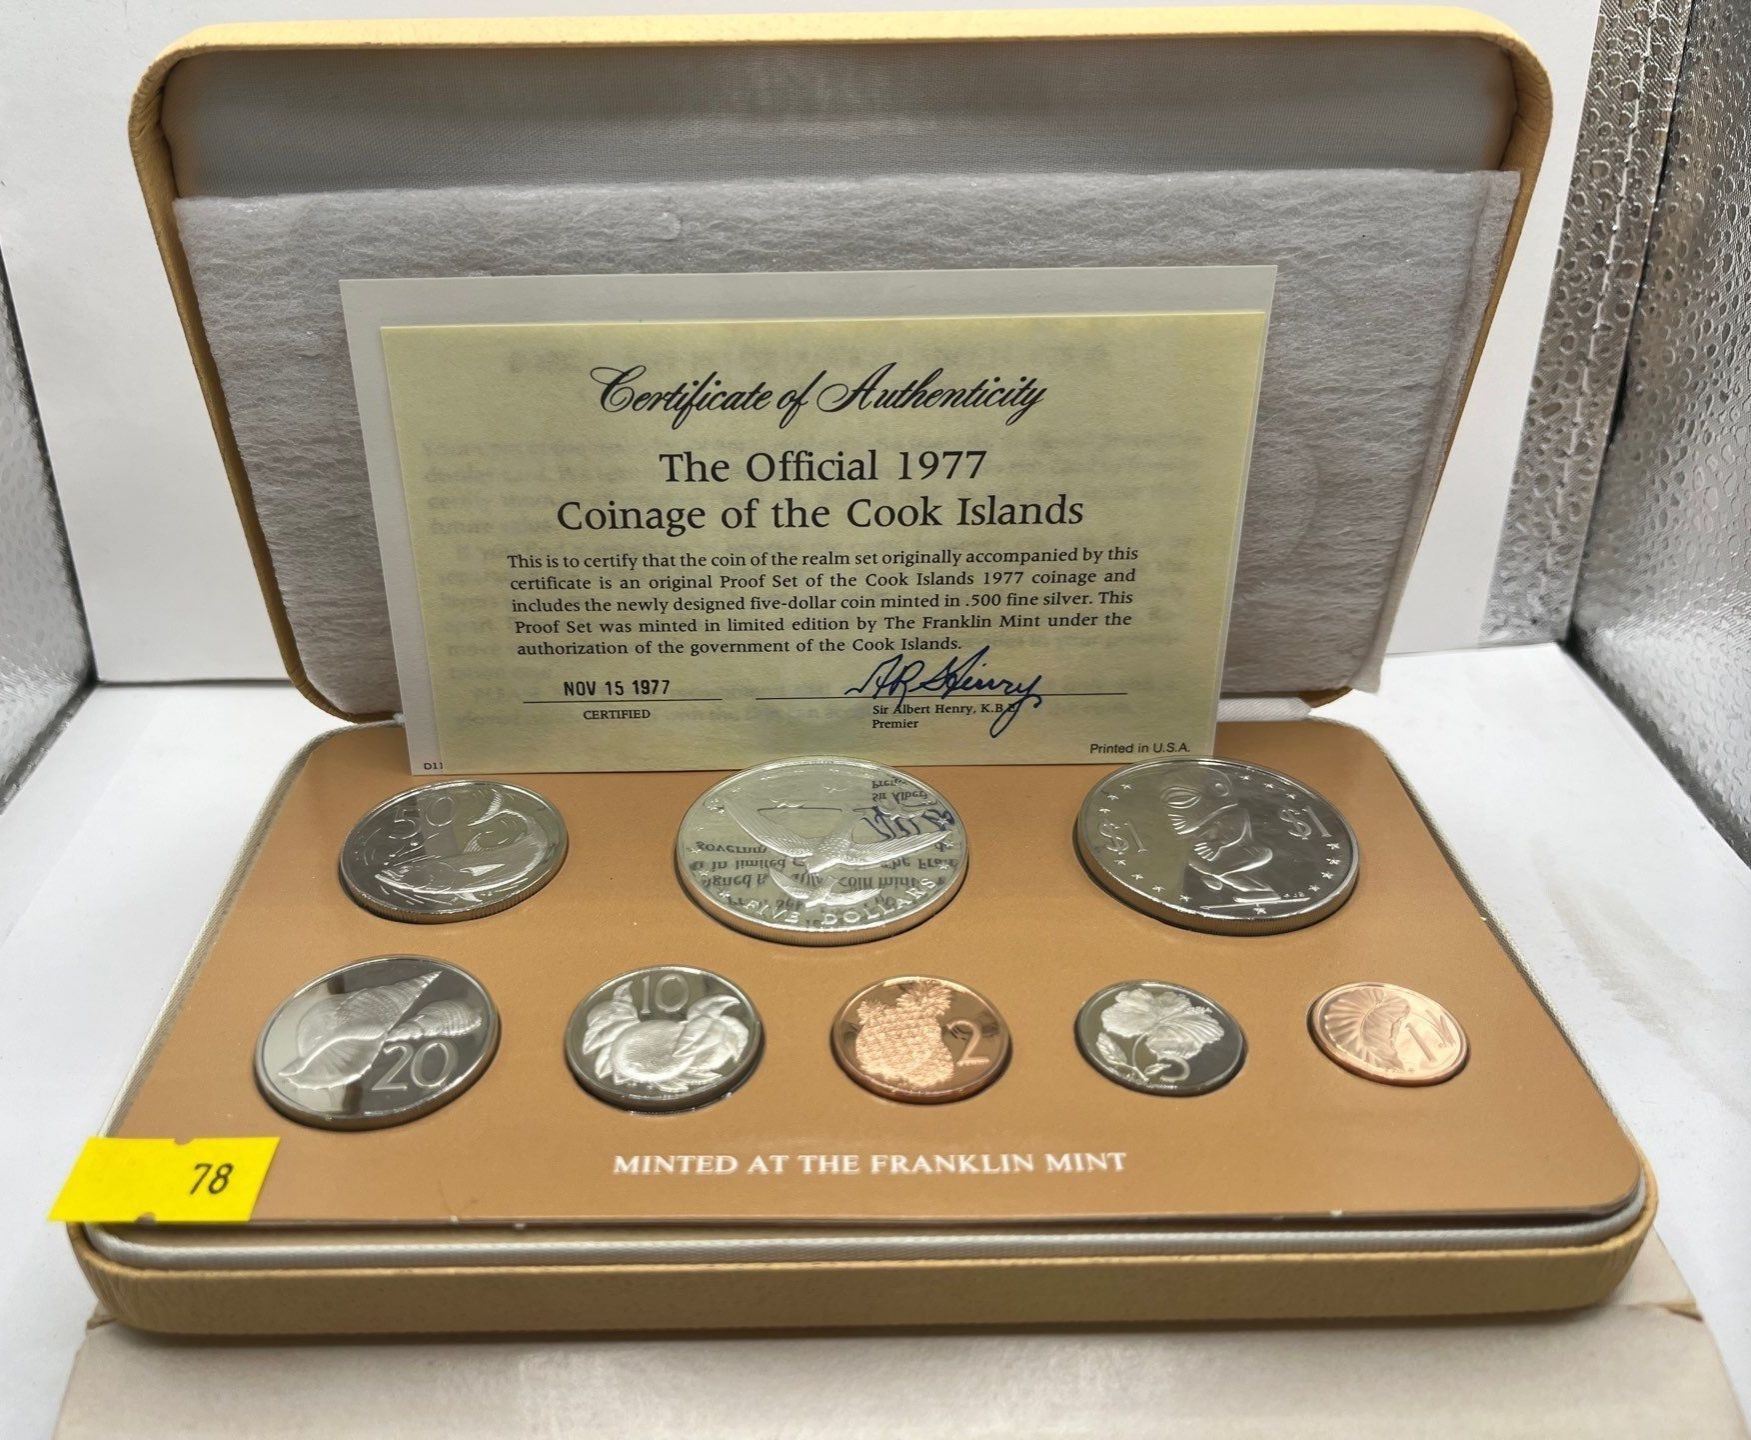 Certificate of Authenticity
The Official 1977
Coinage of the Cook Islands
This is to certify that the coin of the realm set originally accompanied by this
certificate is an original Proof Set of the Cook Islands 1977 coinage and
includes the newly designed five-dollar coin minted in .500 fine silver. This
Proof Set was minted in limited edition by The Franklin Mint under the
authorization of the government of the Cook Islands.
NOV 15 1977
CERTIFIED
Sir Albert Henry, K.B.E.
Premier
Printed in U.S.A.
D11
50
FIVE DOLLARS
$1 $1
20
10
2
5
1
MINTED AT THE FRANKLIN MINT
78